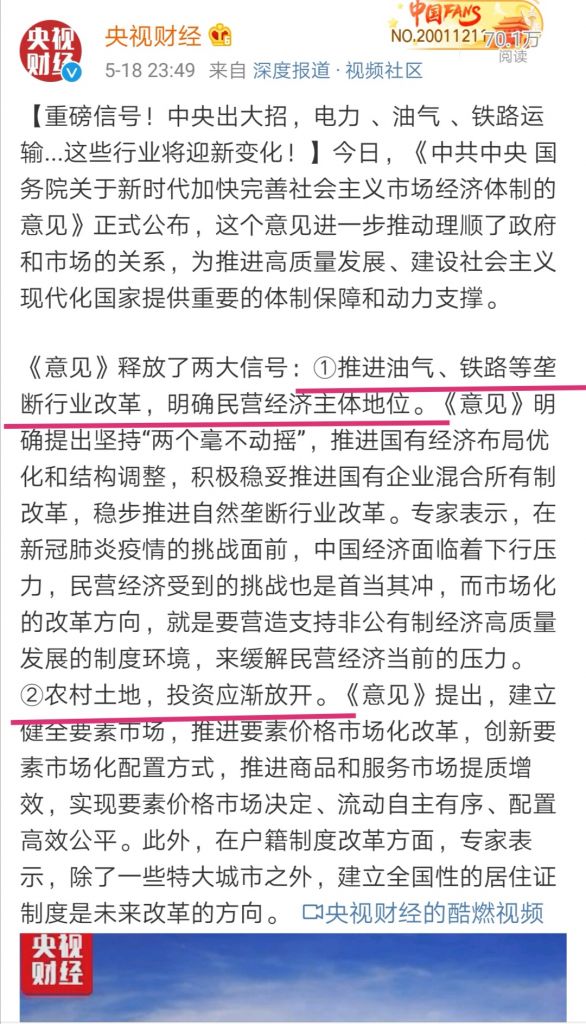 中国FANS
央视财经
央视财经
NO.20011211
70.1万
阅读
5-18 23:49 来自 深度报道·视频社区
【重磅信号！中央出大招，电力 、油气 、铁路运
输...这些行业将迎新变化！】今日，《中共中央 国
务院关于新时代加快完善社会主义市场经济体制的
意见》正式公布，这个意见进一步推动理顺了政府
和市场的关系，为推进高质量发展、建设社会主义
现代化国家提供重要的体制保障和动力支撑。
《意见》释放了两大信号：①推进油气、铁路等垄
断行业改革，明确民营经济主体地位。《意见》明
确提出坚持“两个毫不动摇”，推进国有经济布局优
化和结构调整，积极稳妥推进国有企业混合所有制
改革，稳步推进自然垄断行业改革。专家表示，在
新冠肺炎疫情的挑战面前，中国经济面临着下行压
力，民营经济受到的挑战也是首当其冲，而市场化
的改革方向，就是要营造支持非公有制经济高质量
发展的制度环境，来缓解民营经济当前的压力。
②农村土地，投资应渐放开。《意见》提出，建立
健全要素市场，推进要素价格市场化改革，创新要
素市场化配置方式，推进商品和服务市场提质增
效，实现要素价格市场决定、流动自主有序、配置
高效公平。此外，在户籍制度改革方面，专家表
示，除了一些特大城市之外，建立全国性的居住证
制度是未来改革的方向。 央视财经的酷燃视频
央视
财经